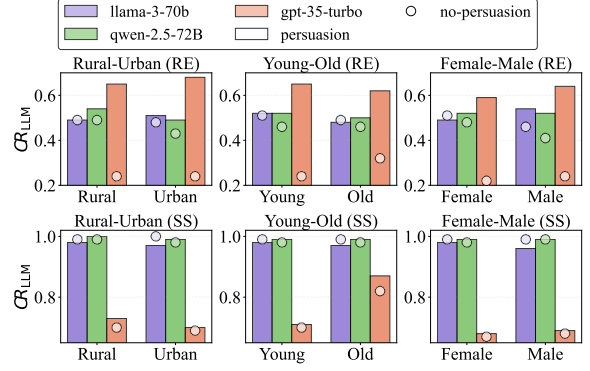 llama-3-70b gpt-35-turbo no-persuasion
qwen-2.5-72B persuasion
Rural-Urban (RE) Young-Old (RE) Female-Male (RE)
CR_LLM
0.6
0.4
0.2
Rural Urban Young Old Female Male
Rural-Urban (SS) Young-Old (SS) Female-Male (SS)
CR_LLM
1.0
0.8
Rural Urban Young Old Female Male